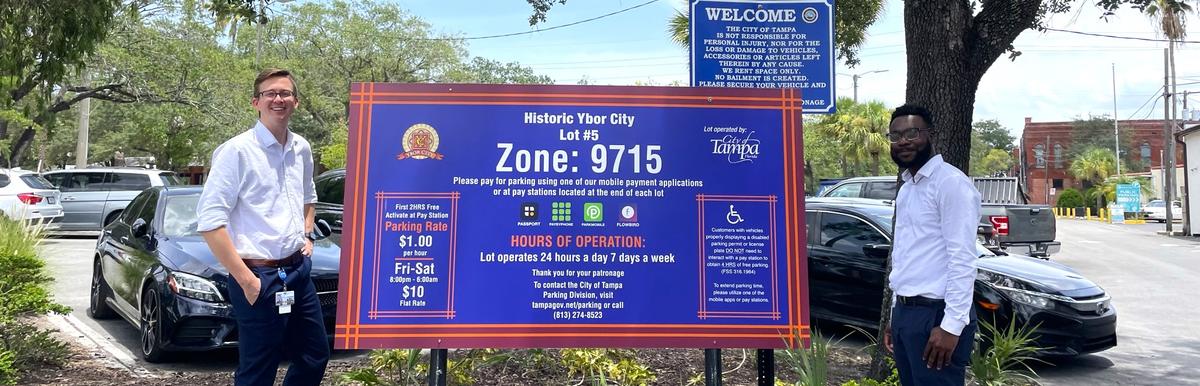 WELCOME
THE CITY OF TAMPA
IS NOT RESPONSIBLE FOR
PERSONAL INJURY, NOR FOR THE
LOSS OR DAMAGE TO VEHICLES,
ACCESSORIES OR ARTICLES LEFT
THEREIN BY ANY CAUSE.
WE RENT SPACE ONLY.
NO BAILMENT IS CREATED.
PLEASE SECURE YOUR VEHICLE AND
Historic Ybor City
Lot #5
Zone: 9715
Please pay for parking using one of our mobile payment applications
or at pay stations located at the end of each lot
YBOR CITY
Lot operated by:
City of
Tampa
Florida
PASSPORT
PAYBYPHONE
PARKMOBILE
FLOWBIRD
HOURS OF OPERATION:
Lot operates 24 hours a day 7 days a week
Thank you for your patronage
To contact the City of Tampa
Parking Division, visit
tampagov.net/parking or call
(813) 274-8523
First 2HRS Free
Activate at Pay Station
Parking Rate
$1.00
per hour
Fri-Sat
8:00pm - 6:00am
$10
Flat Rate
Customers with vehicles
properly displaying a disabled
parking permit or license
plate DO NOT need to
interact with a pay station to
obtain 4 HRS of free parking
(FSS 316.1964)
To extend parking time,
please utilize one of the
mobile apps or pay stations.